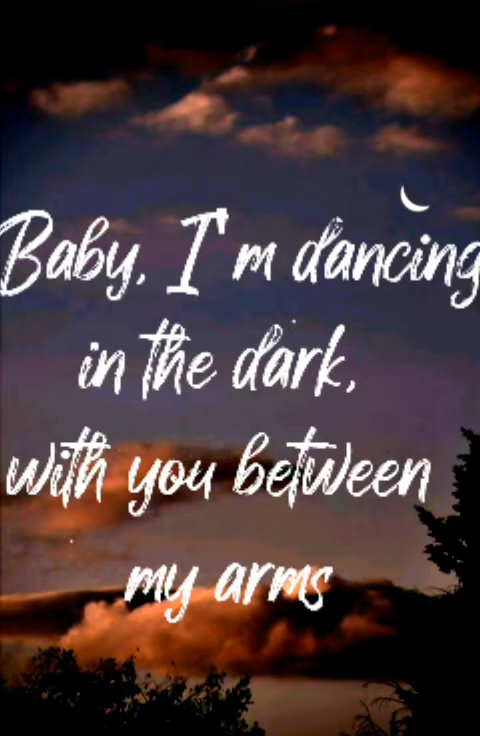 Baby, I'm dancing
in the dark,
with you between
my arms